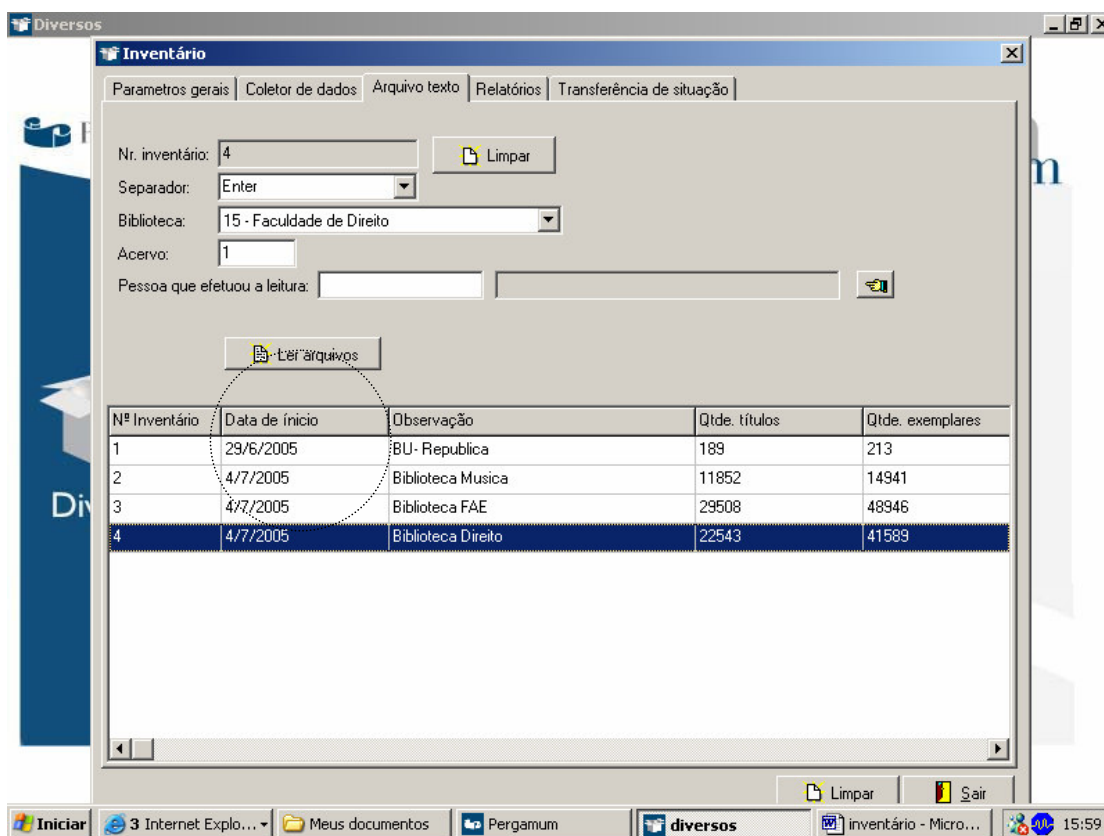 Diversos
Inventário
Parametros gerais Coletor de dados Arquivo texto Relatórios Transferência de situação
Nr. inventário: 4 Limpar
Separador: Enter
Biblioteca: 15 - Faculdade de Direito
Acervo: 1
Pessoa que efetuou a leitura:
Ler arquivos
Nº Inventário Data de ínicio Observação Qtde. títulos Qtde. exemplares
1 29/6/2005 BU- Republica 189 213
2 4/7/2005 Biblioteca Musica 11852 14941
3 4/7/2005 Biblioteca FAE 29508 48946
4 4/7/2005 Biblioteca Direito 22543 41589
Limpar Sair
Iniciar 3 Internet Explo... Meus documentos Pergamum diversos inventário - Micro... 15:59